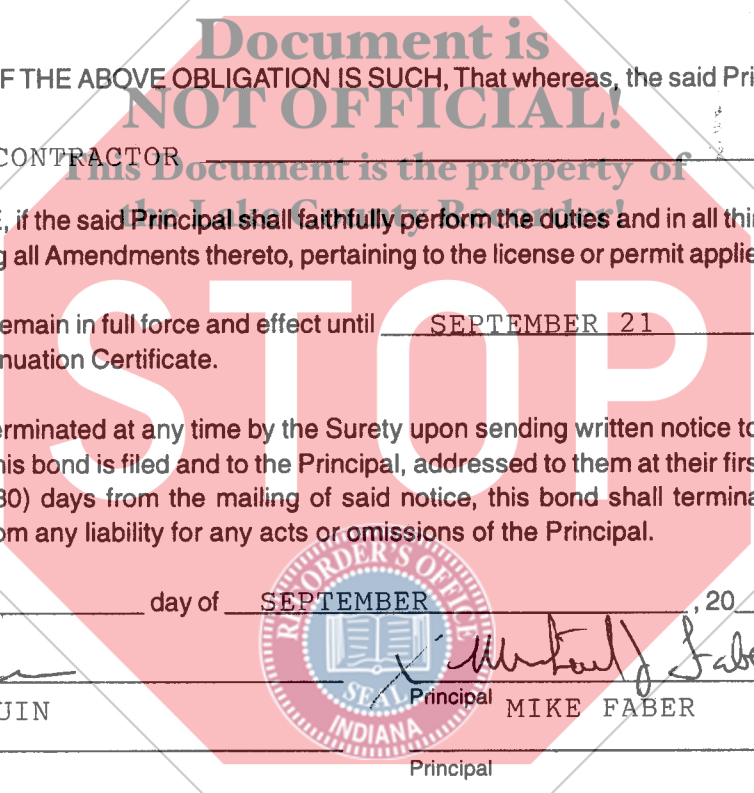 Document is
F THE ABOVE OBLIGATION IS SUCH, That whereas, the said Pri
NOT OFFICIAL!
CONTRACTOR
This Document is the property of
the Lake County Recorder!
E, if the said Principal shall faithfully perform the duties and in all thi
g all Amendments thereto, pertaining to the license or permit applie
STOP
emain in full force and effect until SEPTEMBER 21
nuation Certificate.
erminated at any time by the Surety upon sending written notice to
his bond is filed and to the Principal, addressed to them at their firs
30) days from the mailing of said notice, this bond shall termina
om any liability for any acts or omissions of the Principal.
RECORDER'S OFFICE
day of SEPTEMBER , 20
SEAL
INDIANA
Michael J Fabe
Principal
UIN
MIKE FABER
Principal